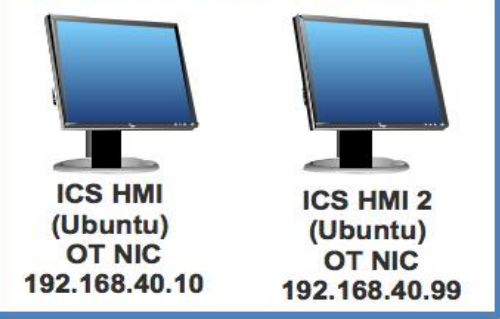 ICS HMI
(Ubuntu)
OT NIC
192.168.40.10
ICS HMI 2
(Ubuntu)
OT NIC
192.168.40.99